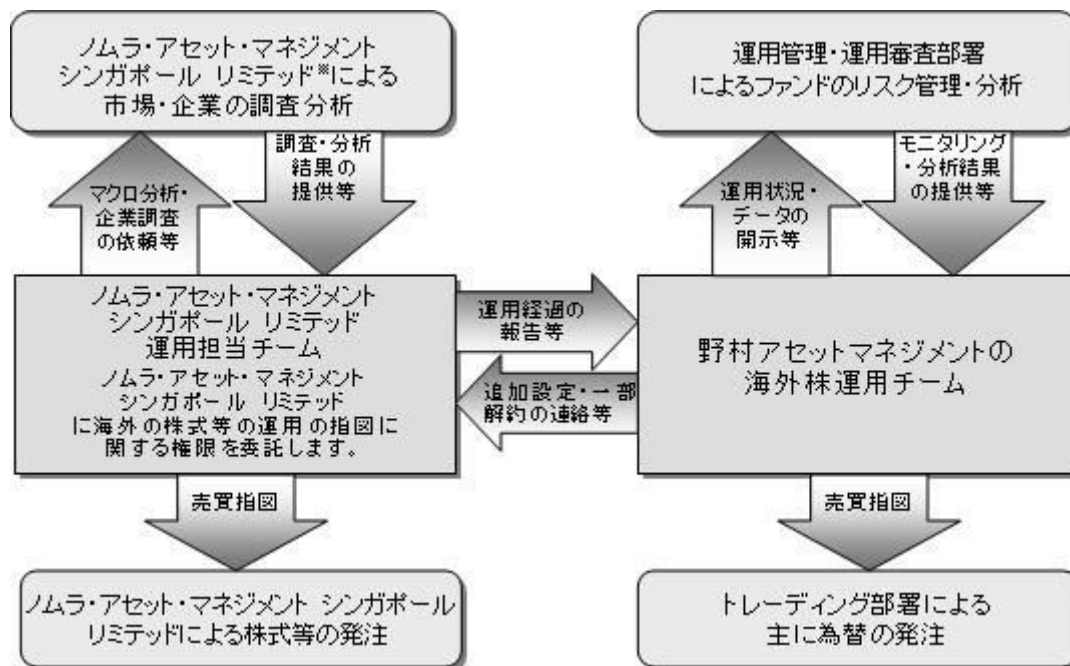 ノムラ・アセット・マネジメント
シンガポール リミテッド※による
市場・企業の調査分析
運用管理・運用審査部署
によるファンドのリスク管理・分析
マクロ分析・
企業調査
の依頼等
調査・分析
結果の
提供等
運用状況・
データの
開示等
モニタリング
・分析結果
の提供等
ノムラ・アセット・マネジメント
シンガポール リミテッド
運用担当チーム
ノムラ・アセット・マネジメント
シンガポール リミテッド
に海外の株式等の運用の指図に
関する権限を委託します。
運用経過の
報告等
追加設定・一部
解約の連絡等
野村アセットマネジメントの
海外株運用チーム
売買指図
売買指図
ノムラ・アセット・マネジメント シンガポール
リミテッドによる株式等の発注
トレーディング部署による
主に為替の発注